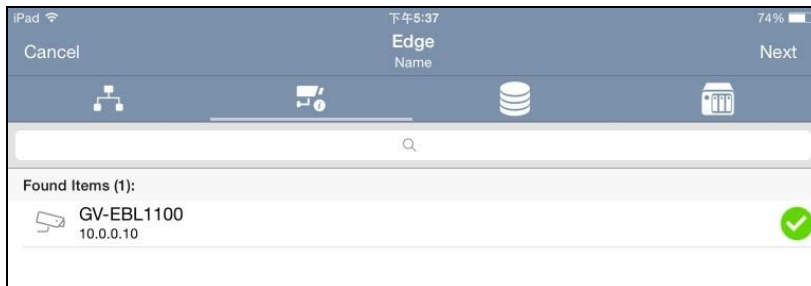 iPad 下午5:37 74%
Cancel Edge Next
Name
Found Items (1):
GV-EBL1100
10.0.0.10